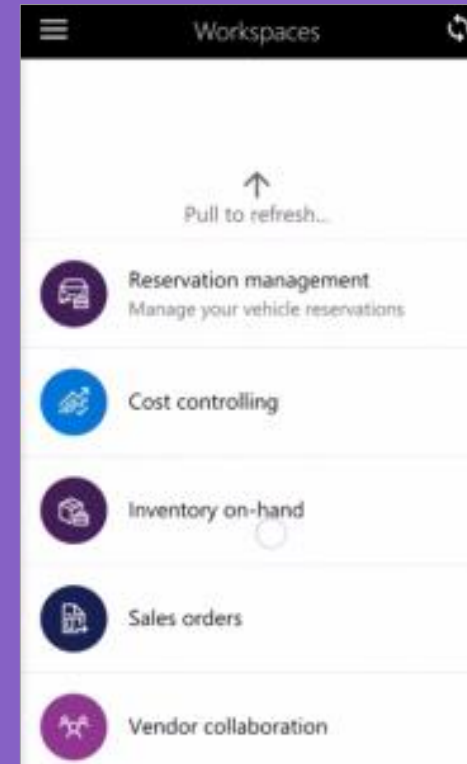 Workspaces
Pull to refresh...
Reservation management
Manage your vehicle reservations
Cost controlling
Inventory on-hand
Sales orders
Vendor collaboration